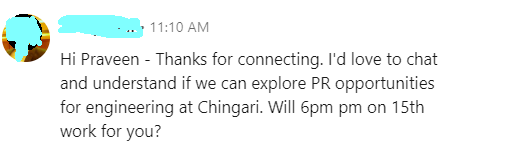 11:10 AM
Hi Praveen - Thanks for connecting. I'd love to chat
and understand if we can explore PR opportunities
for engineering at Chingari. Will 6pm pm on 15th
work for you?